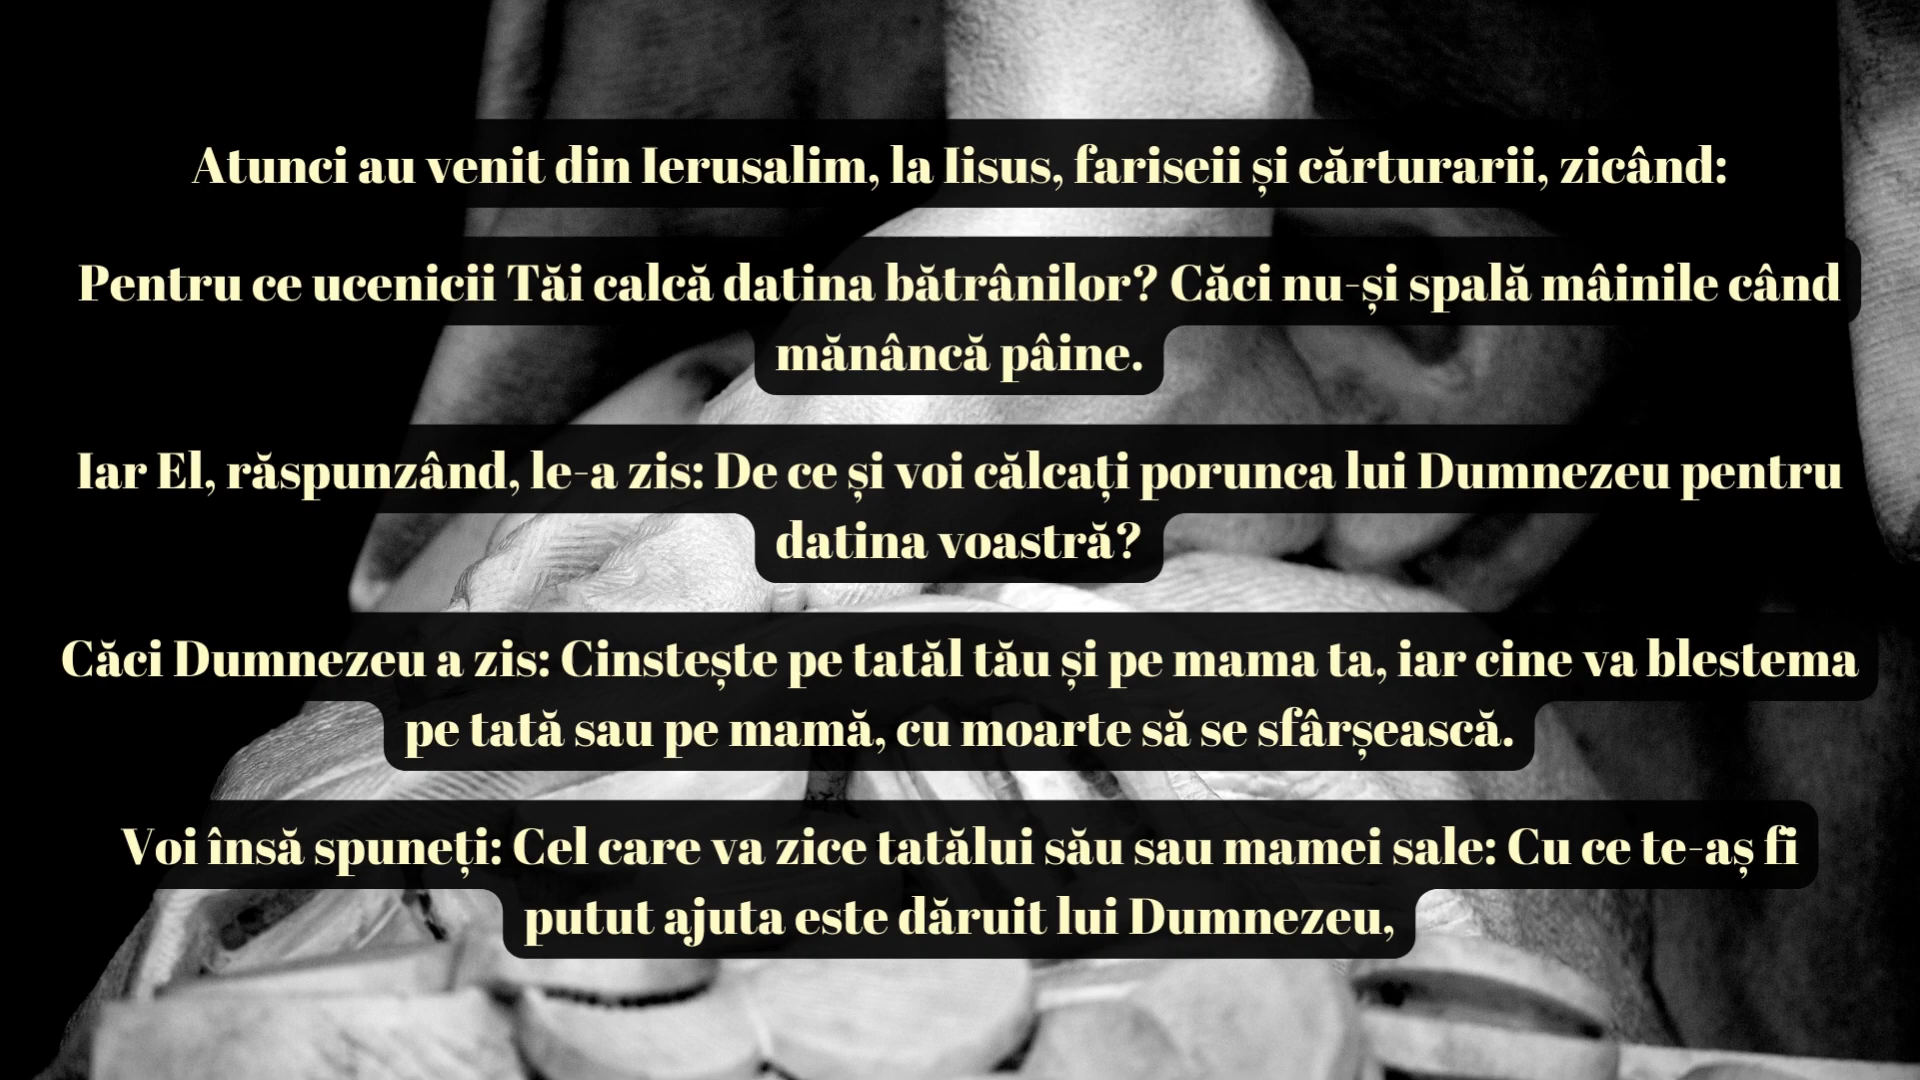 Atunci au venit din Ierusalim, la Iisus, fariseii și cărturarii, zicând:
Pentru ce ucenicii Tăi calcă datina bătrânilor? Căci nu-și spală mâinile când
mănâncă pâine.
Iar El, răspunzând, le-a zis: De ce și voi călcați porunca lui Dumnezeu pentru
datina voastră?
Căci Dumnezeu a zis: Cinstește pe tatăl tău și pe mama ta, iar cine va blestema
pe tată sau pe mamă, cu moarte să se sfârșească.
Voi însă spuneți: Cel care va zice tatălui său sau mamei sale: Cu ce te-aș fi
putut ajuta este dăruit lui Dumnezeu,